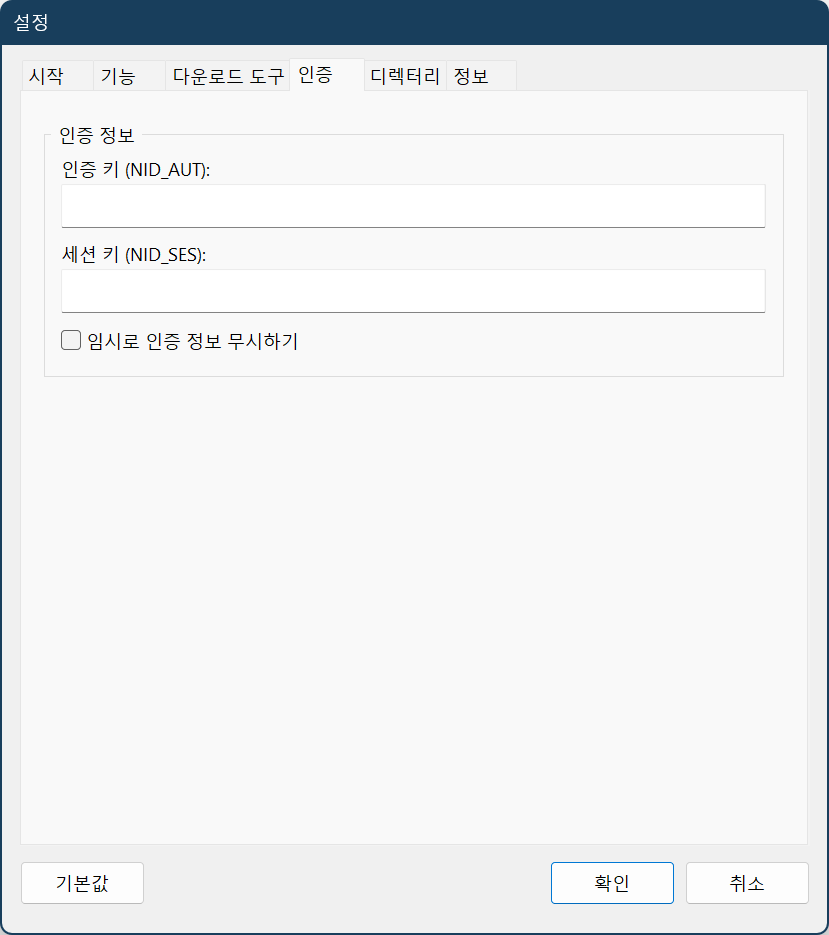 설정
시작 기능 다운로드 도구 인증 디렉터리 정보
인증 정보
인증 키 (NID_AUT):
세션 키 (NID_SES):
임시로 인증 정보 무시하기
기본값 확인 취소